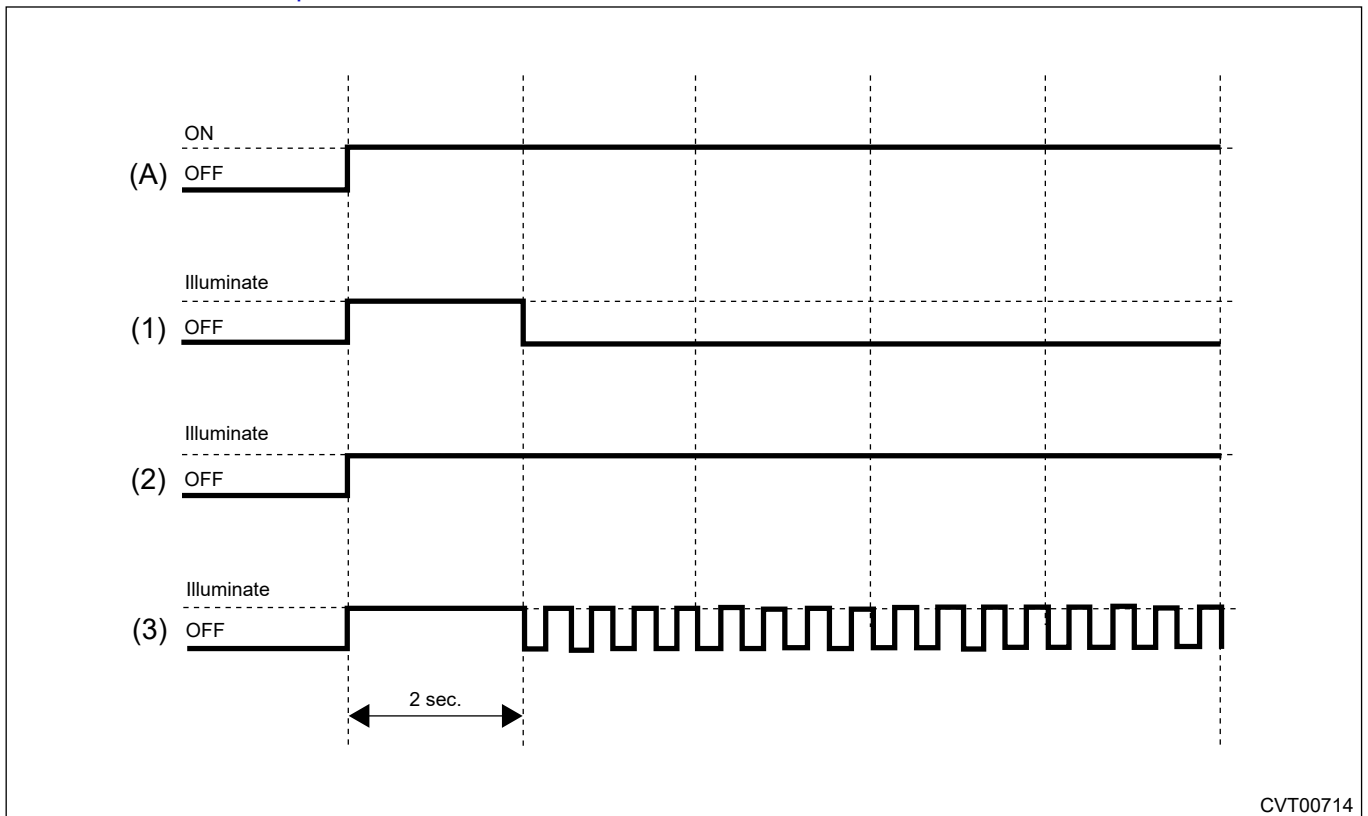 ON
(A) OFF
Illuminate
(1) OFF
Illuminate
(2) OFF
Illuminate
(3) OFF
2 sec.
CVT00714